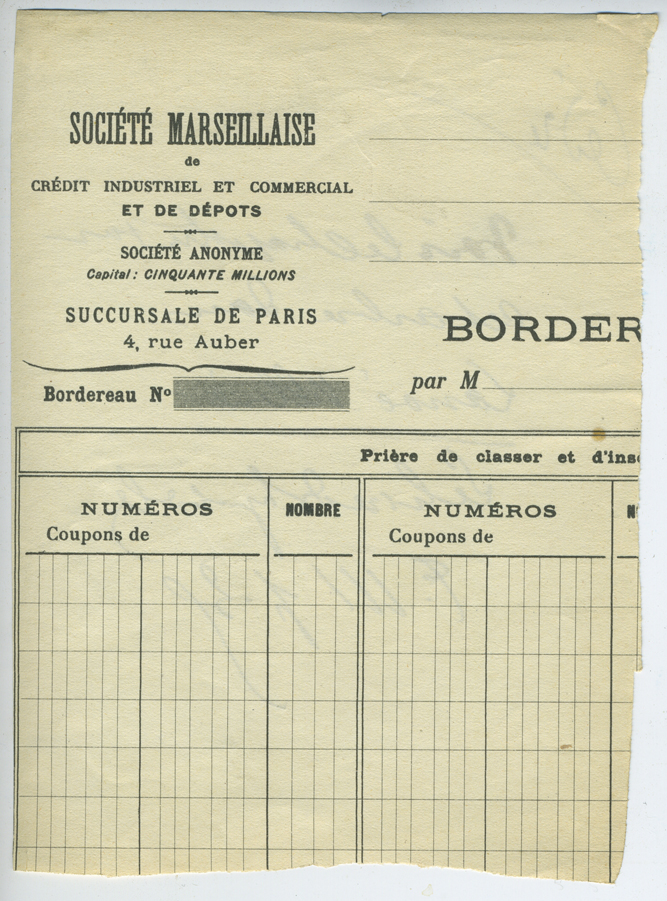 SOCIÉTÉ MARSEILLAISE
de
CRÉDIT INDUSTRIEL ET COMMERCIAL
ET DE DÉPOTS
SOCIÉTÉ ANONYME
Capital: CINQUANTE MILLIONS
SUCCURSALE DE PARIS
4, rue Auber
Bordereau Nº
BORDER
par M
Prière de classer et d'ins
NUMÉROS
Coupons de
NOMBRE
NUMÉROS
Coupons de
N